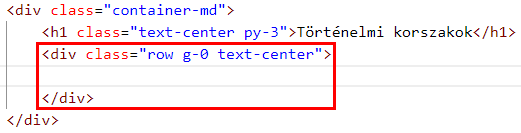 <div class="container-md">
<h1 class="text-center py-3">Történelmi korszakok</h1>
<div class="row g-0 text-center">
</div>
</div>